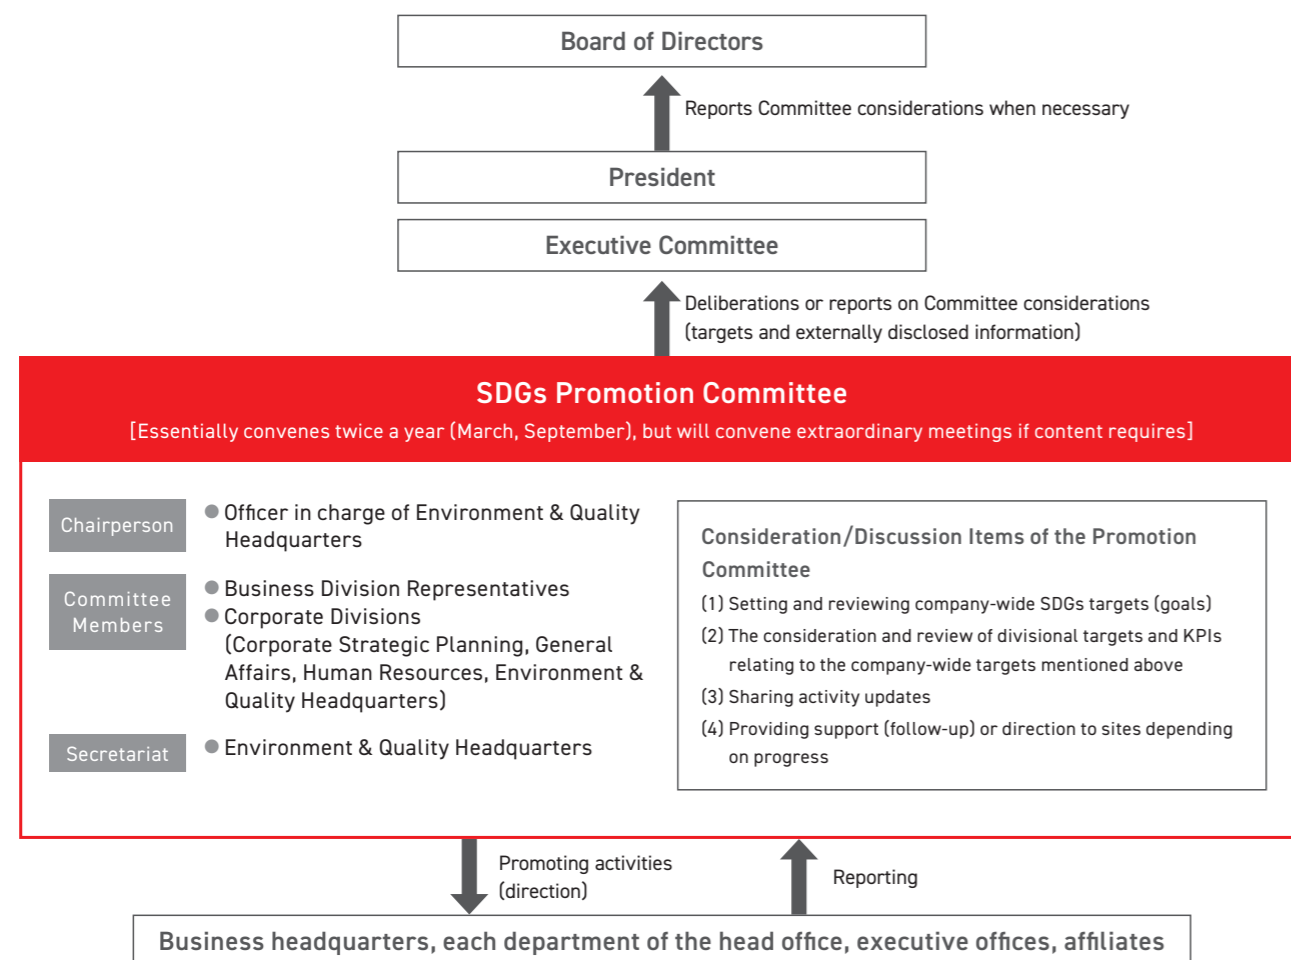 Board of Directors
Reports Committee considerations when necessary
President
Executive Committee
Deliberations or reports on Committee considerations
(targets and externally disclosed information)
SDGs Promotion Committee
[Essentially convenes twice a year (March, September), but will convene extraordinary meetings if content requires]
Chairperson
● Officer in charge of Environment & Quality
Headquarters
Committee
Members
● Business Division Representatives
● Corporate Divisions
(Corporate Strategic Planning, General
Affairs, Human Resources, Environment &
Quality Headquarters)
Secretariat
● Environment & Quality Headquarters
Consideration/Discussion Items of the Promotion
Committee
(1) Setting and reviewing company-wide SDGs targets (goals)
(2) The consideration and review of divisional targets and KPIs
relating to the company-wide targets mentioned above
(3) Sharing activity updates
(4) Providing support (follow-up) or direction to sites depending
on progress
Promoting activities
(direction)
Reporting
Business headquarters, each department of the head office, executive offices, affiliates